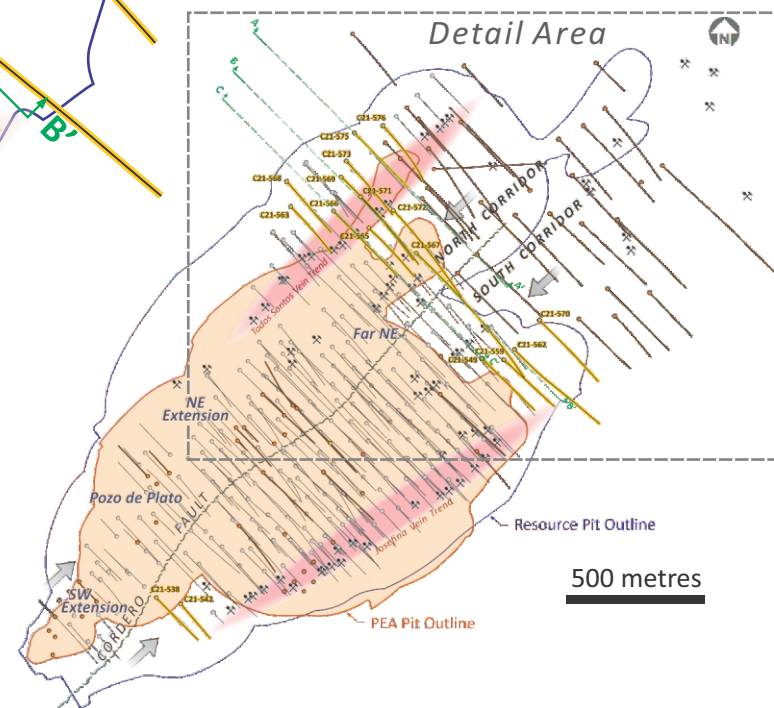 Detail Area
N
A
B
C
B'
C21-576
C21-575
C21-573
C21-568
C21-569
C21-571
C21-566
C21-572
C21-563
C21-565
C21-567
NORTH CORRIDOR
SOUTH CORRIDOR
Todos Santos Vein Trend
A'
C21-570
Far NE
C21-562
C21-559
C21-549
C'
B'
NE
Extension
Pozo de Plato
FAULT
Josefina Vein Trend
Resource Pit Outline
500 metres
C21-538
C21-542
SW
Extension
CORDERO
PEA Pit Outline